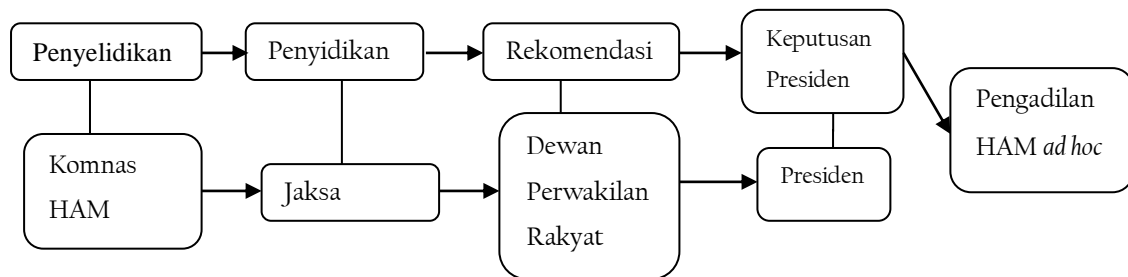 Penyelidikan
Penyidikan
Rekomendasi
Keputusan
Presiden
Pengadilan
HAM ad hoc
Komnas
HAM
Jaksa
Dewan
Perwakilan
Rakyat
Presiden